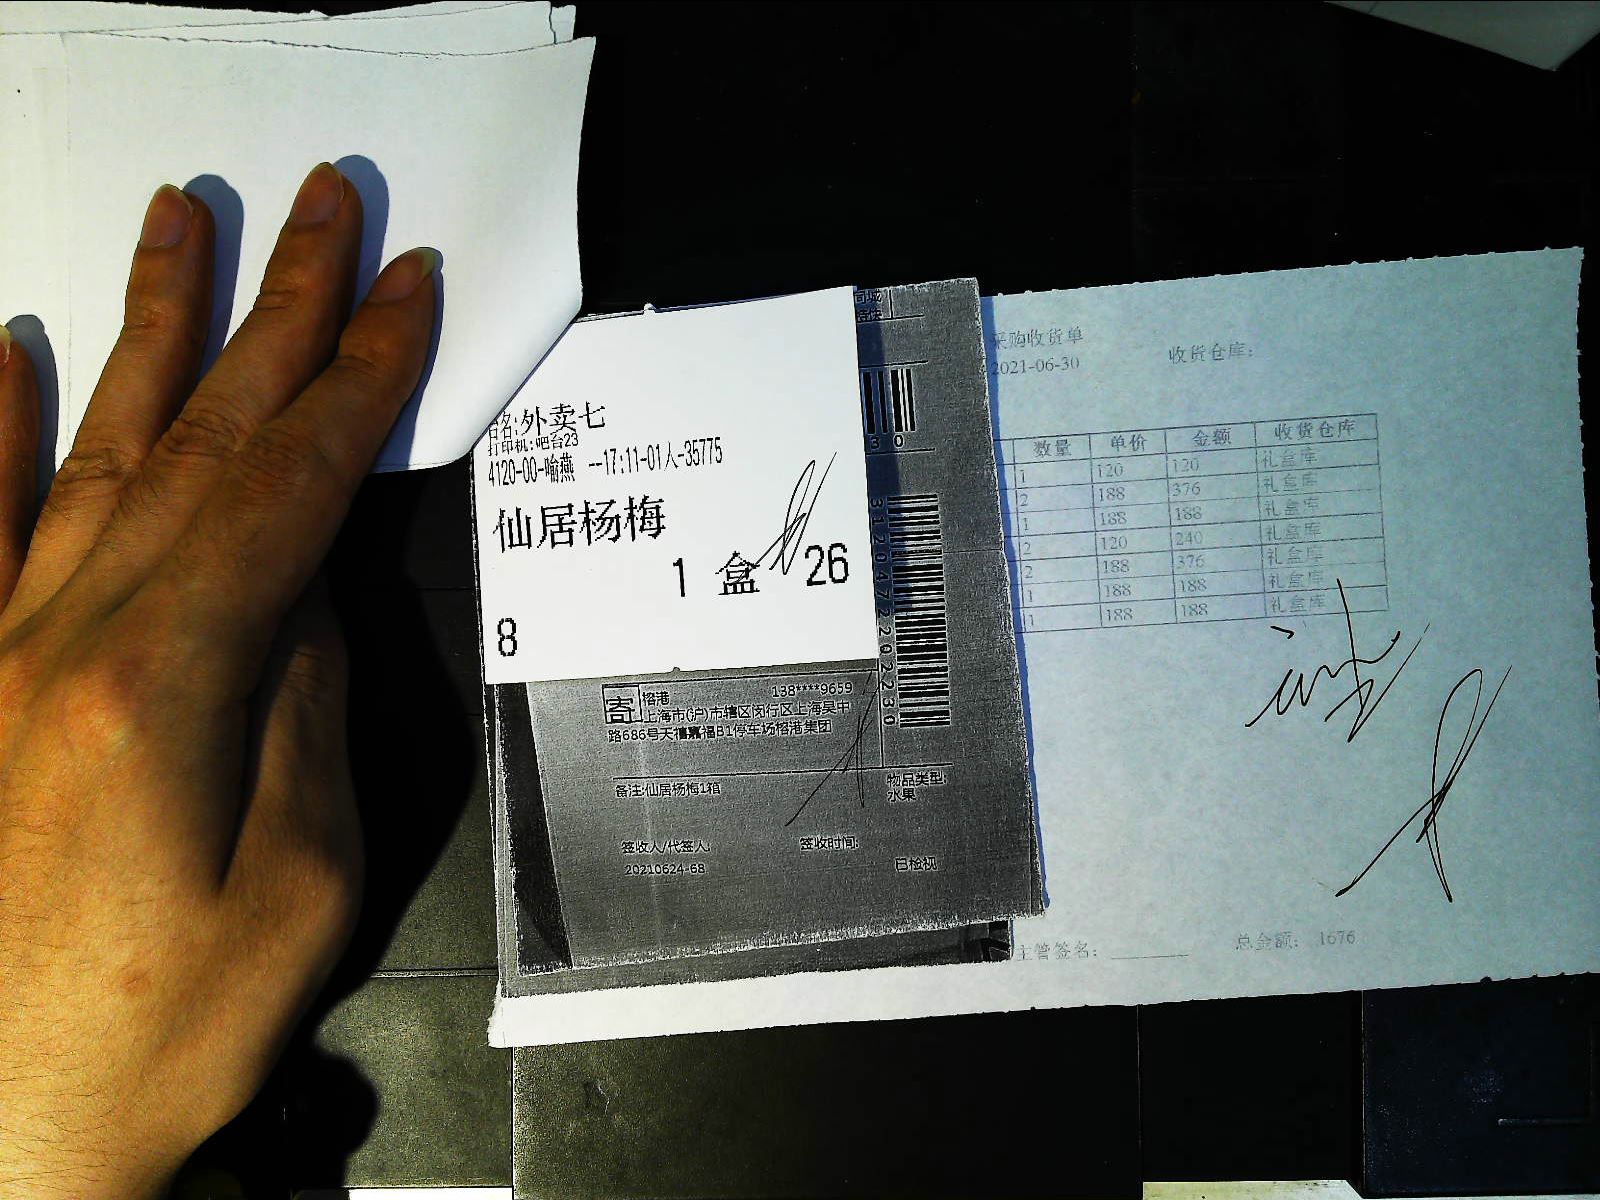 台名:外卖七
打印机:吧台23
4120-00-喻燕 --17:11-01人-35775
仙居杨梅
1 盒 26
8
30
3120472202230
寄 榕港 138****9659
上海市(沪)市辖区闵行区上海吴中
路686号天禧嘉福B1停车场榕港集团
备注:仙居杨梅1箱
物品类型:
水果
签收人/代签人:
签收时间:
20210624-68
已检视
采购收货单
2021-06-30
收货仓库:
数量 单价 金额 收货仓库
1 120 120 礼盒库
2 188 376 礼盒库
1 188 188 礼盒库
2 120 240 礼盒库
2 188 376 礼盒库
1 188 188 礼盒库
1 188 188 礼盒库
主管签名:
总金额: 1676